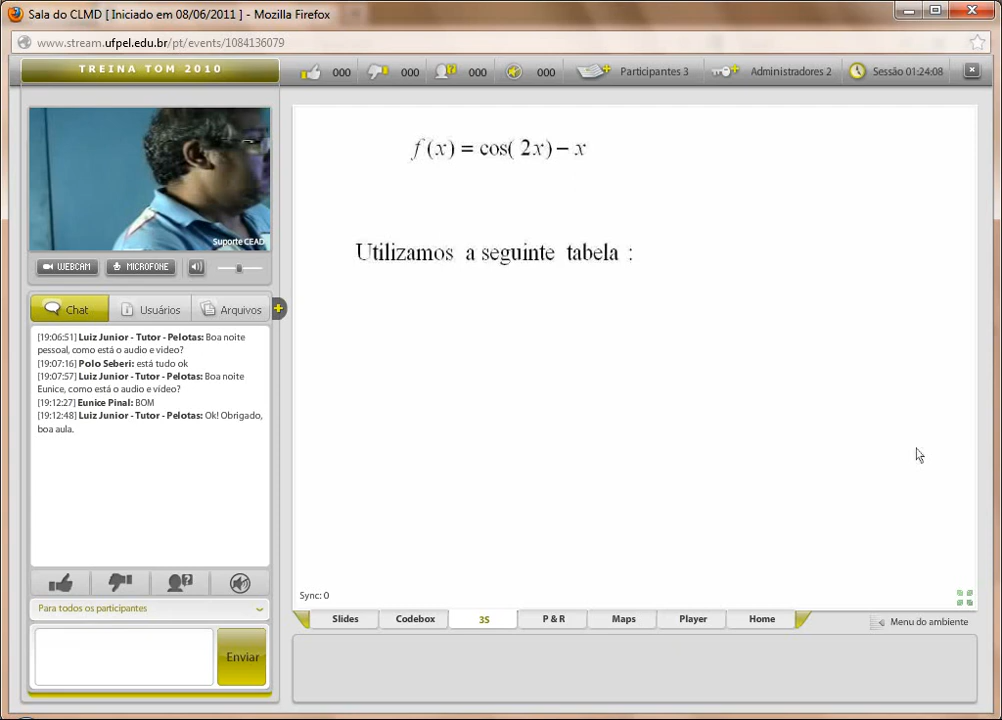 Sala do CLMD [ Iniciado em 08/06/2011 ] - Mozilla Firefox
www.stream.ufpel.edu.br/pt/events/1084136079
TREINA TOM 2010
000 000 000 000 Participantes 3 Administradores 2 Sessão 01:24:08
Suporte CEAD
WEBCAM MICROFONE
Chat Usuários Arquivos
[19:06:51] Luiz Junior - Tutor - Pelotas: Boa noite
pessoal, como está o audio e video?
[19:07:16] Polo Seberi: está tudo ok
[19:07:57] Luiz Junior - Tutor - Pelotas: Boa noite
Eunice, como está o audio e vídeo?
[19:12:27] Eunice Pinal: BOM
[19:12:48] Luiz Junior - Tutor - Pelotas: Ok! Obrigado,
boa aula.
Para todos os participantes
Enviar
f (x) = cos( 2x) − x
Utilizamos a seguinte tabela :
Sync: 0
Slides Codebox 3S P & R Maps Player Home
Menu do ambiente